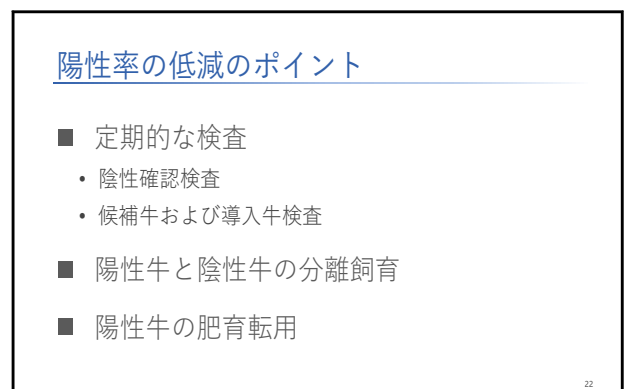 陽性率の低減のポイント
■ 定期的な検査
• 陰性確認検査
• 候補牛および導入牛検査
■ 陽性牛と陰性牛の分離飼育
■ 陽性牛の肥育転用
22